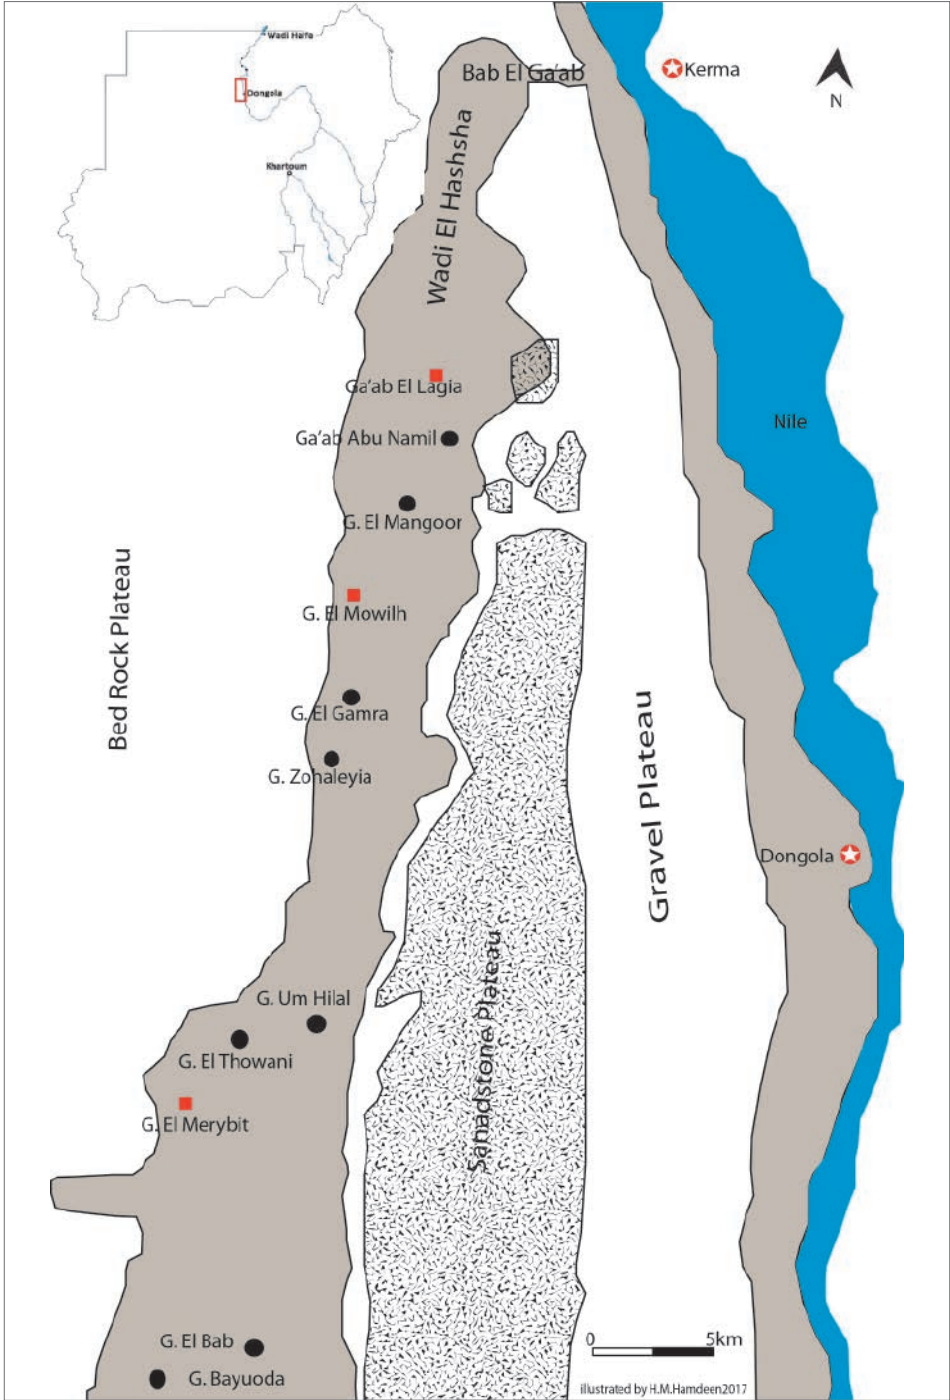 Wadi Halfa
Dongola
Khartoum
Bab El Ga'ab
Kerma
N
Wadi El Hashsha
Ga'ab El Lagia
Nile
Ga'ab Abu Namil
G. El Mangoor
Bed Rock Plateau
G. El Mowilh
G. El Gamra
G. Zohaleyia
Gravel Plateau
Dongola
Sanadstone Plateau
G. Um Hilal
G. El Thowani
G. El Merybit
G. El Bab
G. Bayuoda
0 5km
illustrated by H.M.Hamdeen2017